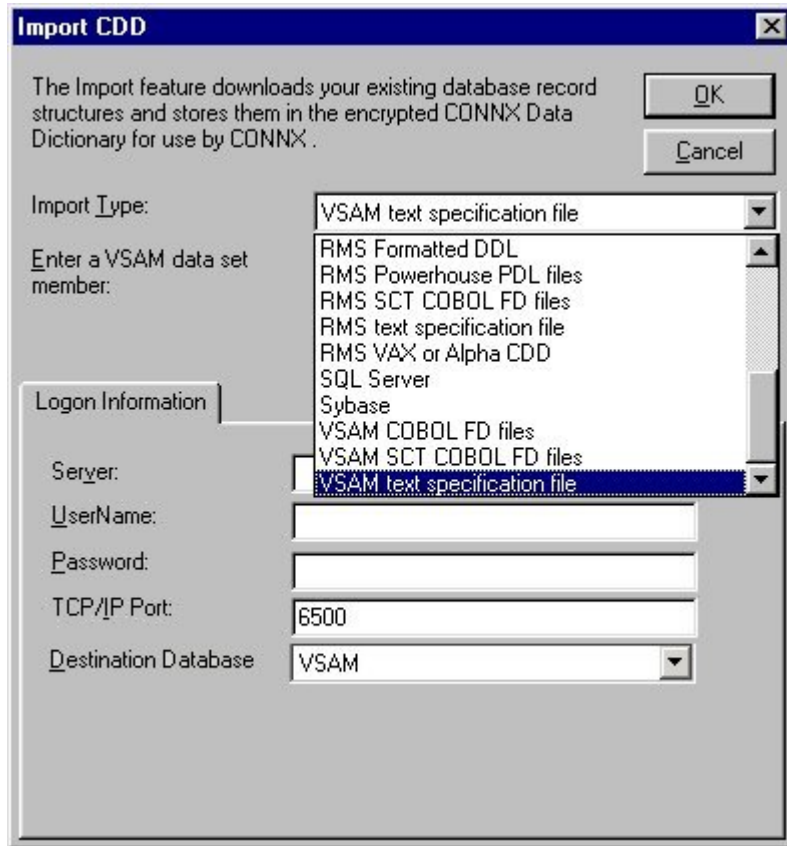 Import CDD
The Import feature downloads your existing database record
structures and stores them in the encrypted CONNX Data
Dictionary for use by CONNX .
OK
Cancel
Import Type:
VSAM text specification file
Enter a VSAM data set
member:
RMS Formatted DDL
RMS Powerhouse PDL files
RMS SCT COBOL FD files
RMS text specification file
RMS VAX or Alpha CDD
SQL Server
Sybase
VSAM COBOL FD files
VSAM SCT COBOL FD files
VSAM text specification file
Logon Information
Server:
UserName:
Password:
TCP/IP Port:
6500
Destination Database
VSAM